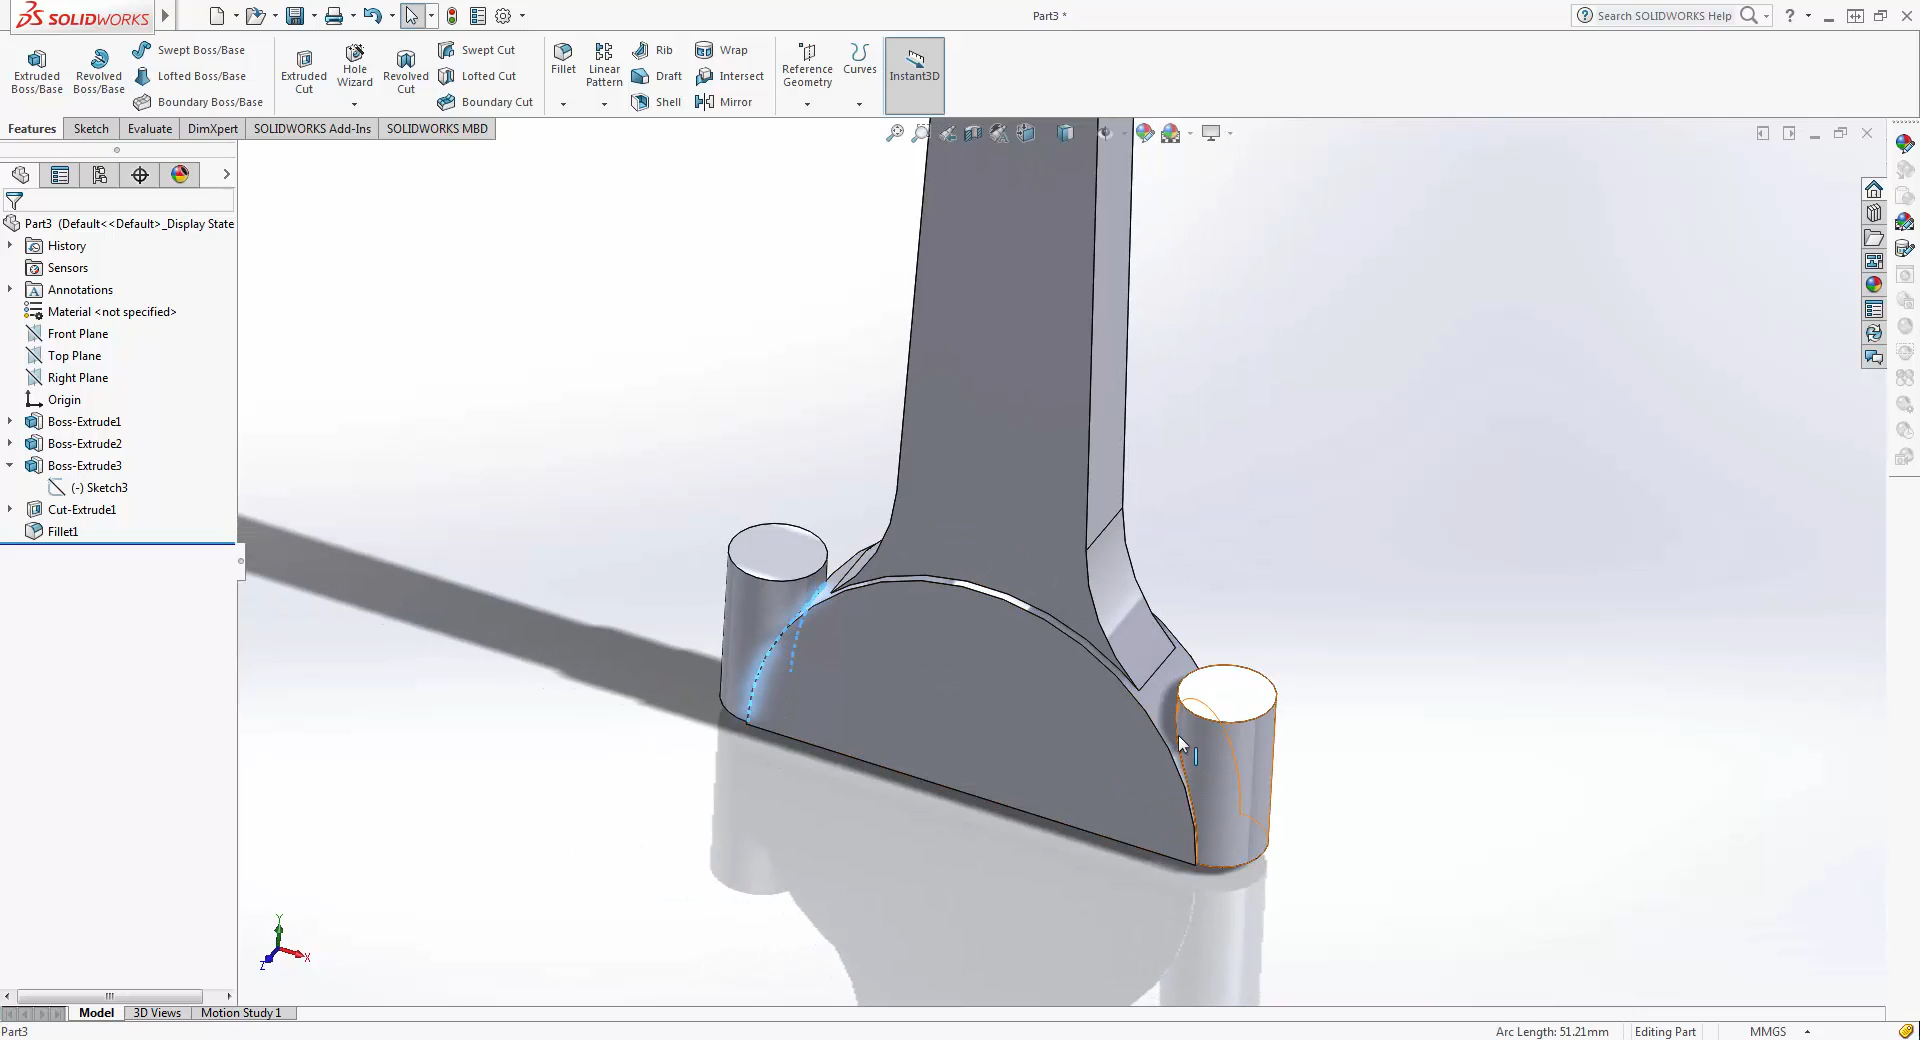 SOLIDWORKS
Part3 *
Search SOLIDWORKS Help
?
Extruded Boss/Base
Revolved Boss/Base
Swept Boss/Base
Lofted Boss/Base
Boundary Boss/Base
Extruded Cut
Hole Wizard
Revolved Cut
Swept Cut
Lofted Cut
Boundary Cut
Fillet
Linear Pattern
Rib
Draft
Shell
Wrap
Intersect
Mirror
Reference Geometry
Curves
Instant3D
Features
Sketch
Evaluate
DimXpert
SOLIDWORKS Add-Ins
SOLIDWORKS MBD
Part3 (Default<<Default>_Display State
History
Sensors
Annotations
Material <not specified>
Front Plane
Top Plane
Right Plane
Origin
Boss-Extrude1
Boss-Extrude2
Boss-Extrude3
(-) Sketch3
Cut-Extrude1
Fillet1
Y
X
Z
Model
3D Views
Motion Study 1
Part3
Arc Length: 51.21mm
Editing Part
MMGS